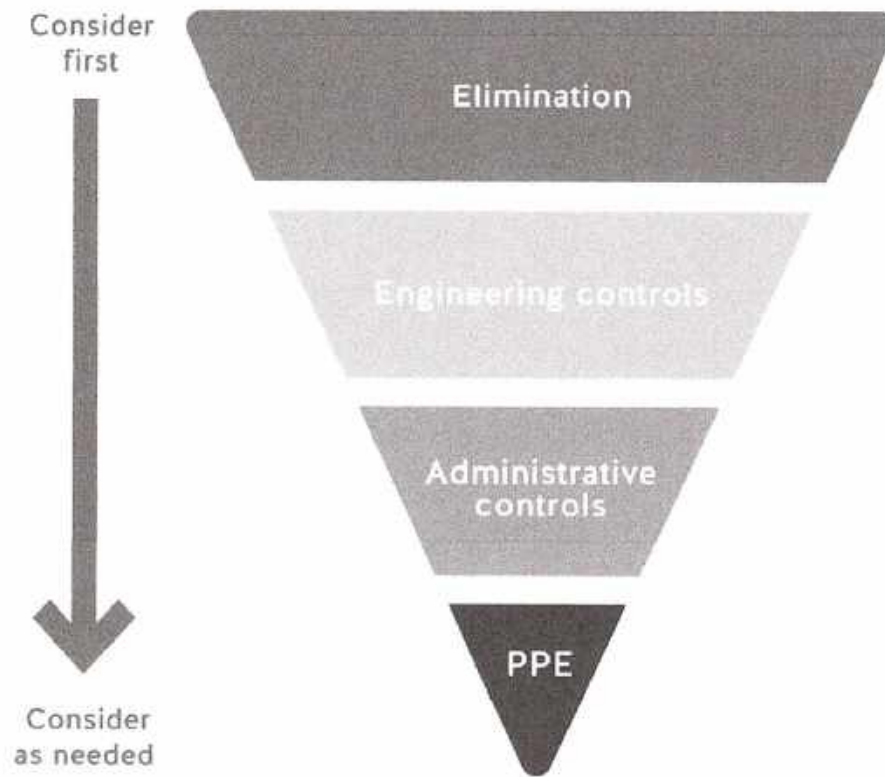 Consider
first
Elimination
Engineering controls
Administrative
controls
PPE
Consider
as needed